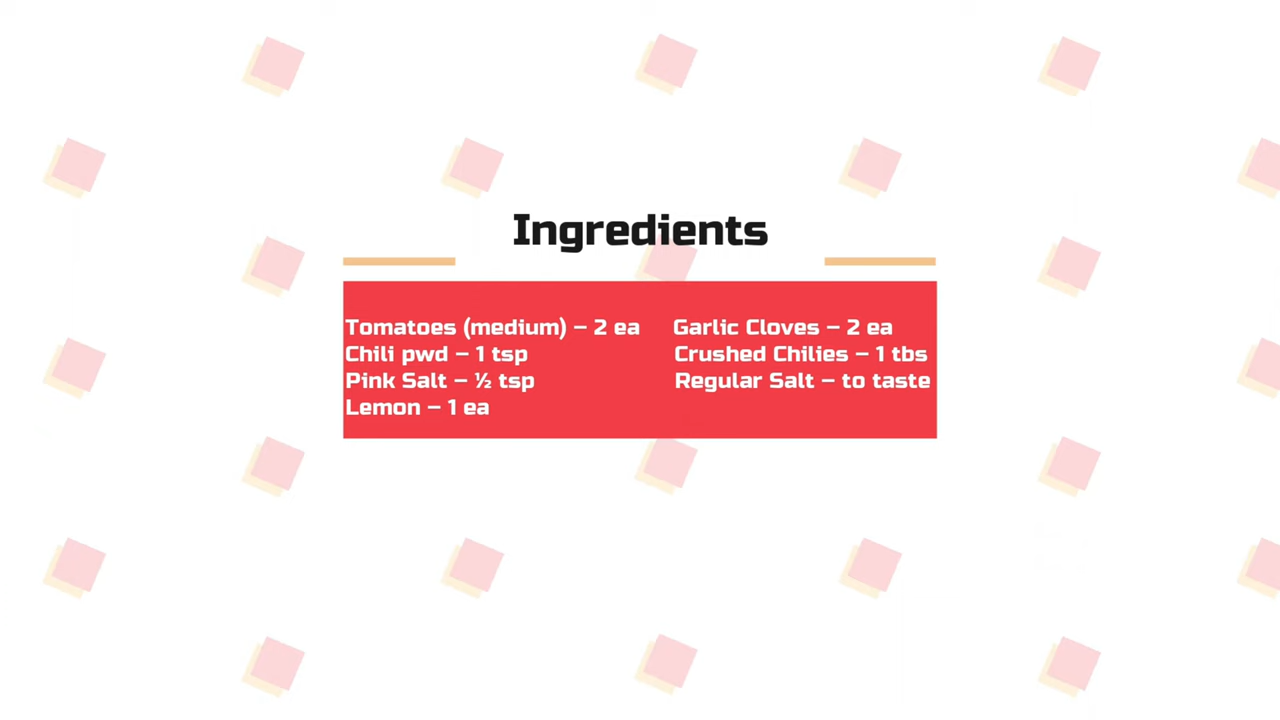 Ingredients
Tomatoes (medium) – 2 ea
Chili pwd – 1 tsp
Pink Salt – ½ tsp
Lemon – 1 ea
Garlic Cloves – 2 ea
Crushed Chilies – 1 tbs
Regular Salt – to taste